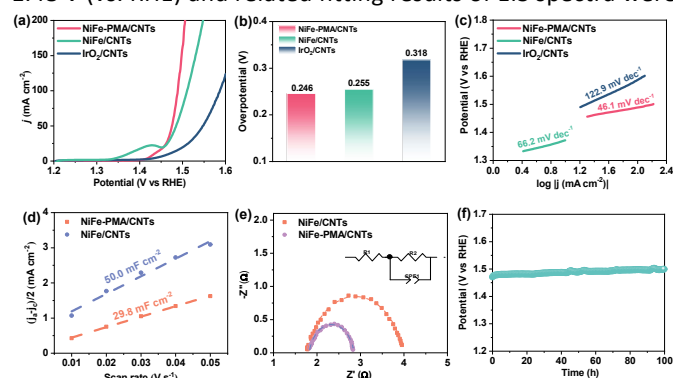 (a)
NiFe-PMA/CNTs
NiFe/CNTs
IrO₂/CNTs
j (mA cm⁻²)
200
150
100
50
0
1.2 1.3 1.4 1.5 1.6
Potential (V vs RHE)
(b)
NiFe-PMA/CNTs
NiFe/CNTs
IrO₂/CNTs
Overpotential (V)
0.4
0.3
0.2
0.1
0.246
0.255
0.318
(c)
NiFe-PMA/CNTs
NiFe/CNTs
IrO₂/CNTs
Potential (V vs RHE)
1.8
1.7
1.6
1.5
1.4
1.3
122.9 mV dec⁻¹
46.1 mV dec⁻¹
66.2 mV dec⁻¹
0.0 0.4 0.8 1.2 1.6 2.0 2.4
log |j (mA cm⁻²)|
(d)
NiFe-PMA/CNTs
NiFe/CNTs
4
3
2
1
0
50.0 mF cm⁻²
29.8 mF cm⁻²
0.01 0.02 0.03 0.04 0.05
(e)
NiFe/CNTs
NiFe-PMA/CNTs
-Z" (Ω)
-2.0
-1.5
-1.0
-0.5
0.0
R1
R2
CPE1
1 2 3 4 5
Z' (Ω)
(f)
Potential (V vs RHE)
1.7
1.6
1.5
1.4
1.3
1.2
0 20 40 60 80 100
Time (h)